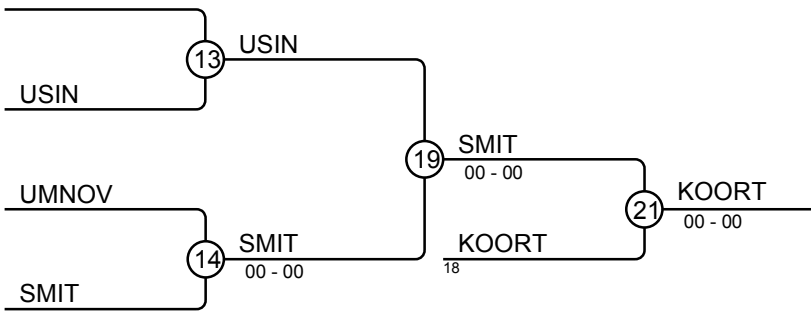 13
USIN
USIN
19
SMIT
00 - 00
UMNOV
14
SMIT
00 - 00
SMIT
KOORT
18
21
KOORT
00 - 00